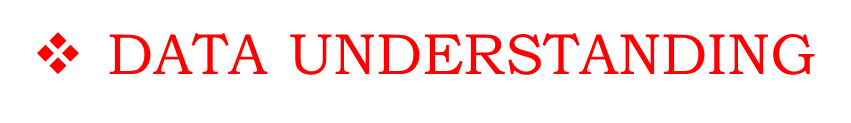 ❖ DATA UNDERSTANDING